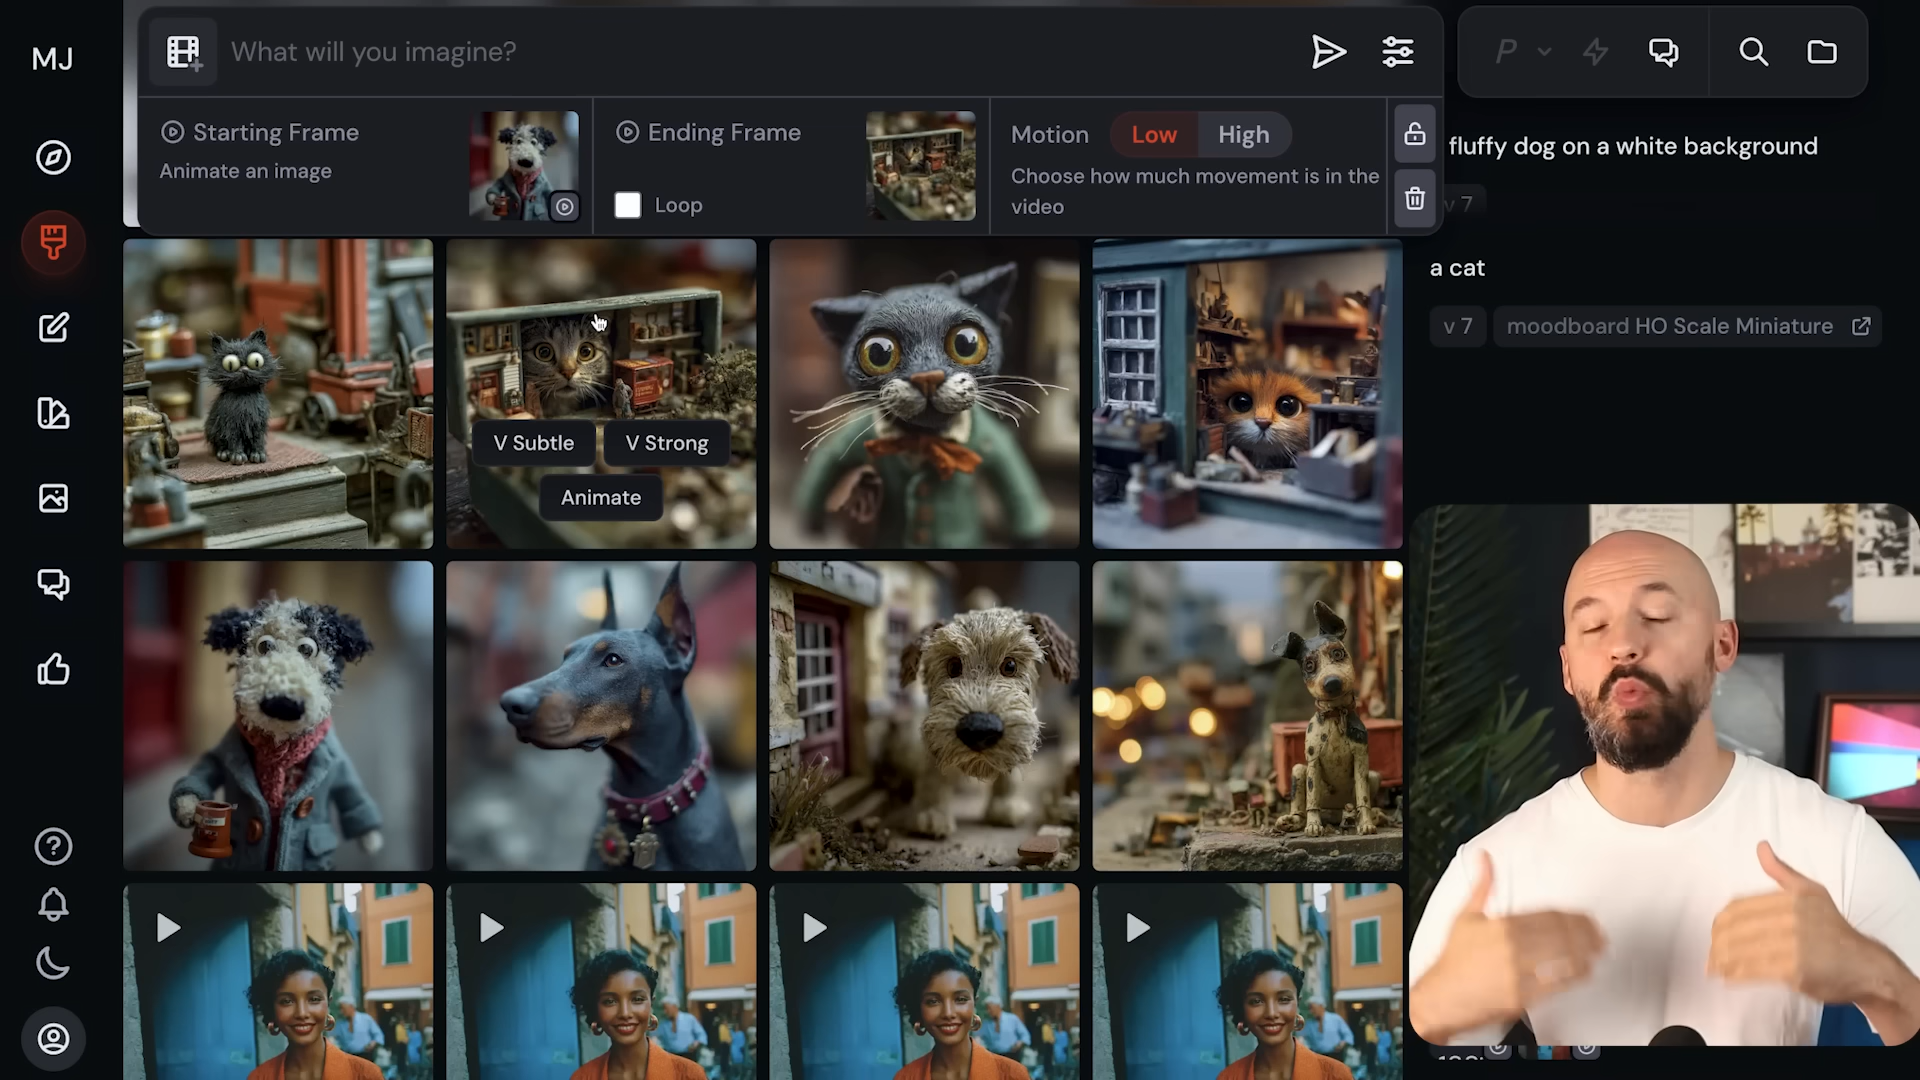 MJ
What will you imagine?
Starting Frame
Animate an image
Ending Frame
Loop
Motion
Low
High
Choose how much movement is in the
video
fluffy dog on a white background
v 7
a cat
v 7
moodboard HO Scale Miniature
V Subtle
V Strong
Animate